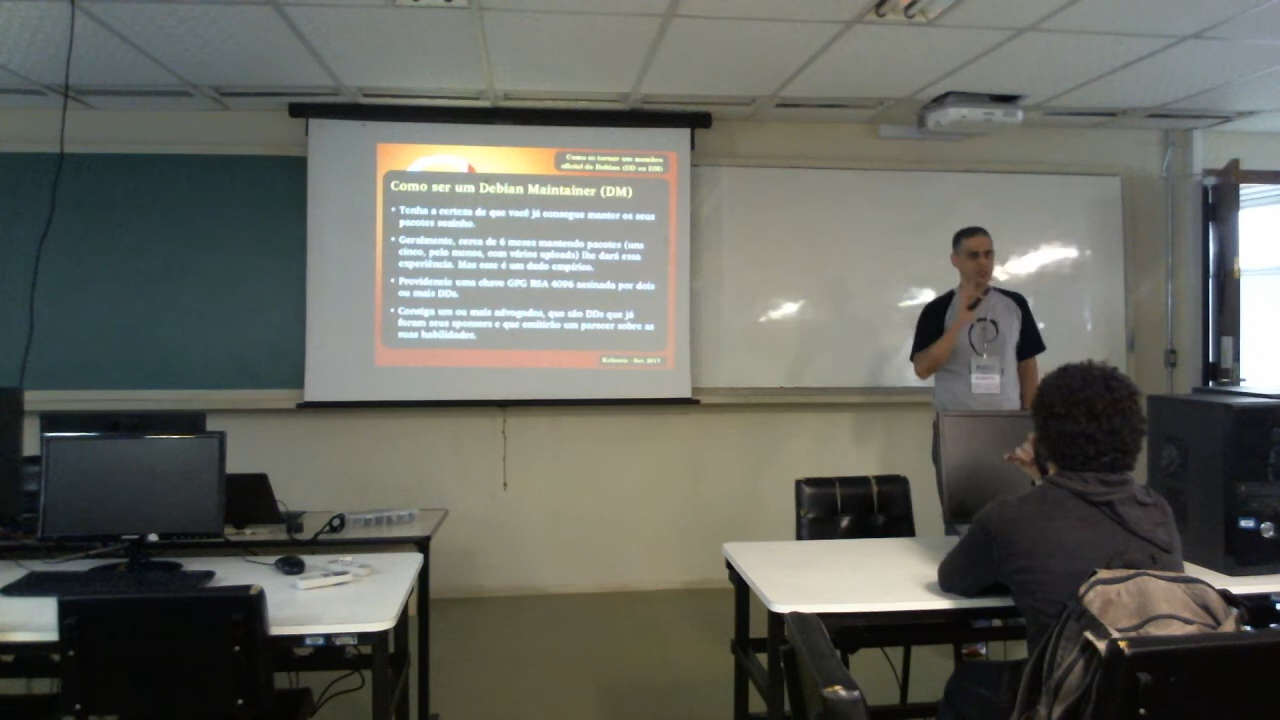 Como se tornar um membro
oficial do Debian (DD ou DM)
Como ser um Debian Maintainer (DM)
• Tenha a certeza de que você já consegue manter os seus
pacotes sozinho.
• Geralmente, cerca de 6 meses mantendo pacotes (uns
cinco, pelo menos, com vários uploads) lhe dará essa
experiência. Mas esse é um dado empírico.
• Providencie uma chave GPG RSA 4096 assinada por dois
ou mais DDs.
• Consiga um ou mais advogados, que são DDs que já
foram seus sponsors e que emitirão um parecer sobre as
suas habilidades.
2017